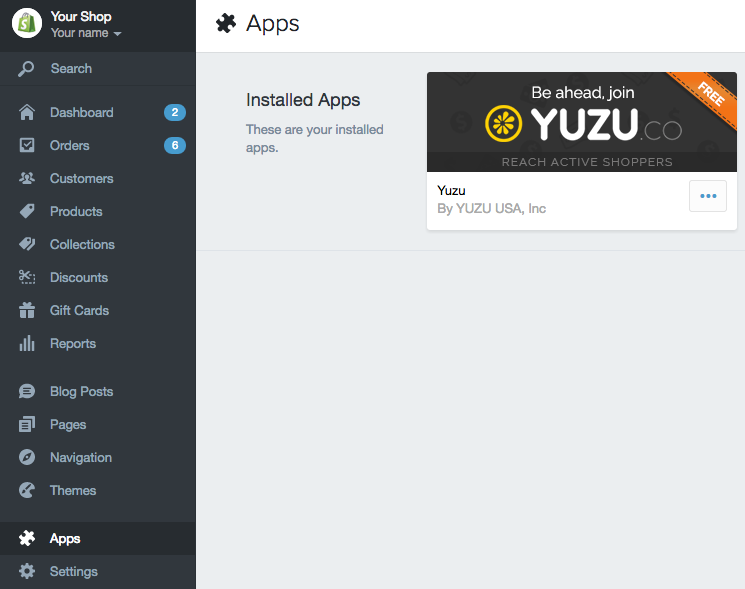 Your Shop
Your name
Search
Dashboard 2
Orders 6
Customers
Products
Collections
Discounts
Gift Cards
Reports
Blog Posts
Pages
Navigation
Themes
Apps
Settings
Apps
Installed Apps
These are your installed
apps.
Be ahead, join
YUZU.CO
REACH ACTIVE SHOPPERS
FREE
Yuzu
By YUZU USA, Inc